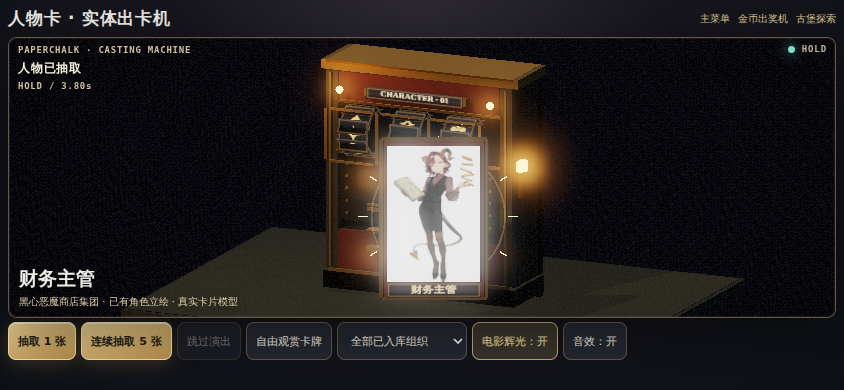 人物卡 · 实体出卡机
主菜单 金币出奖机 古堡探索
PAPERCHALK · CASTING MACHINE
HOLD
人物已抽取
HOLD / 3.80s
CHARACTER · 01
财务主管
财务主管
黑心恶魔商店集团 · 已有角色立绘 · 真实卡片模型
抽取 1 张
连续抽取 5 张
跳过演出
自由观赏卡牌
全部已入库组织
电影辉光：开
音效：开